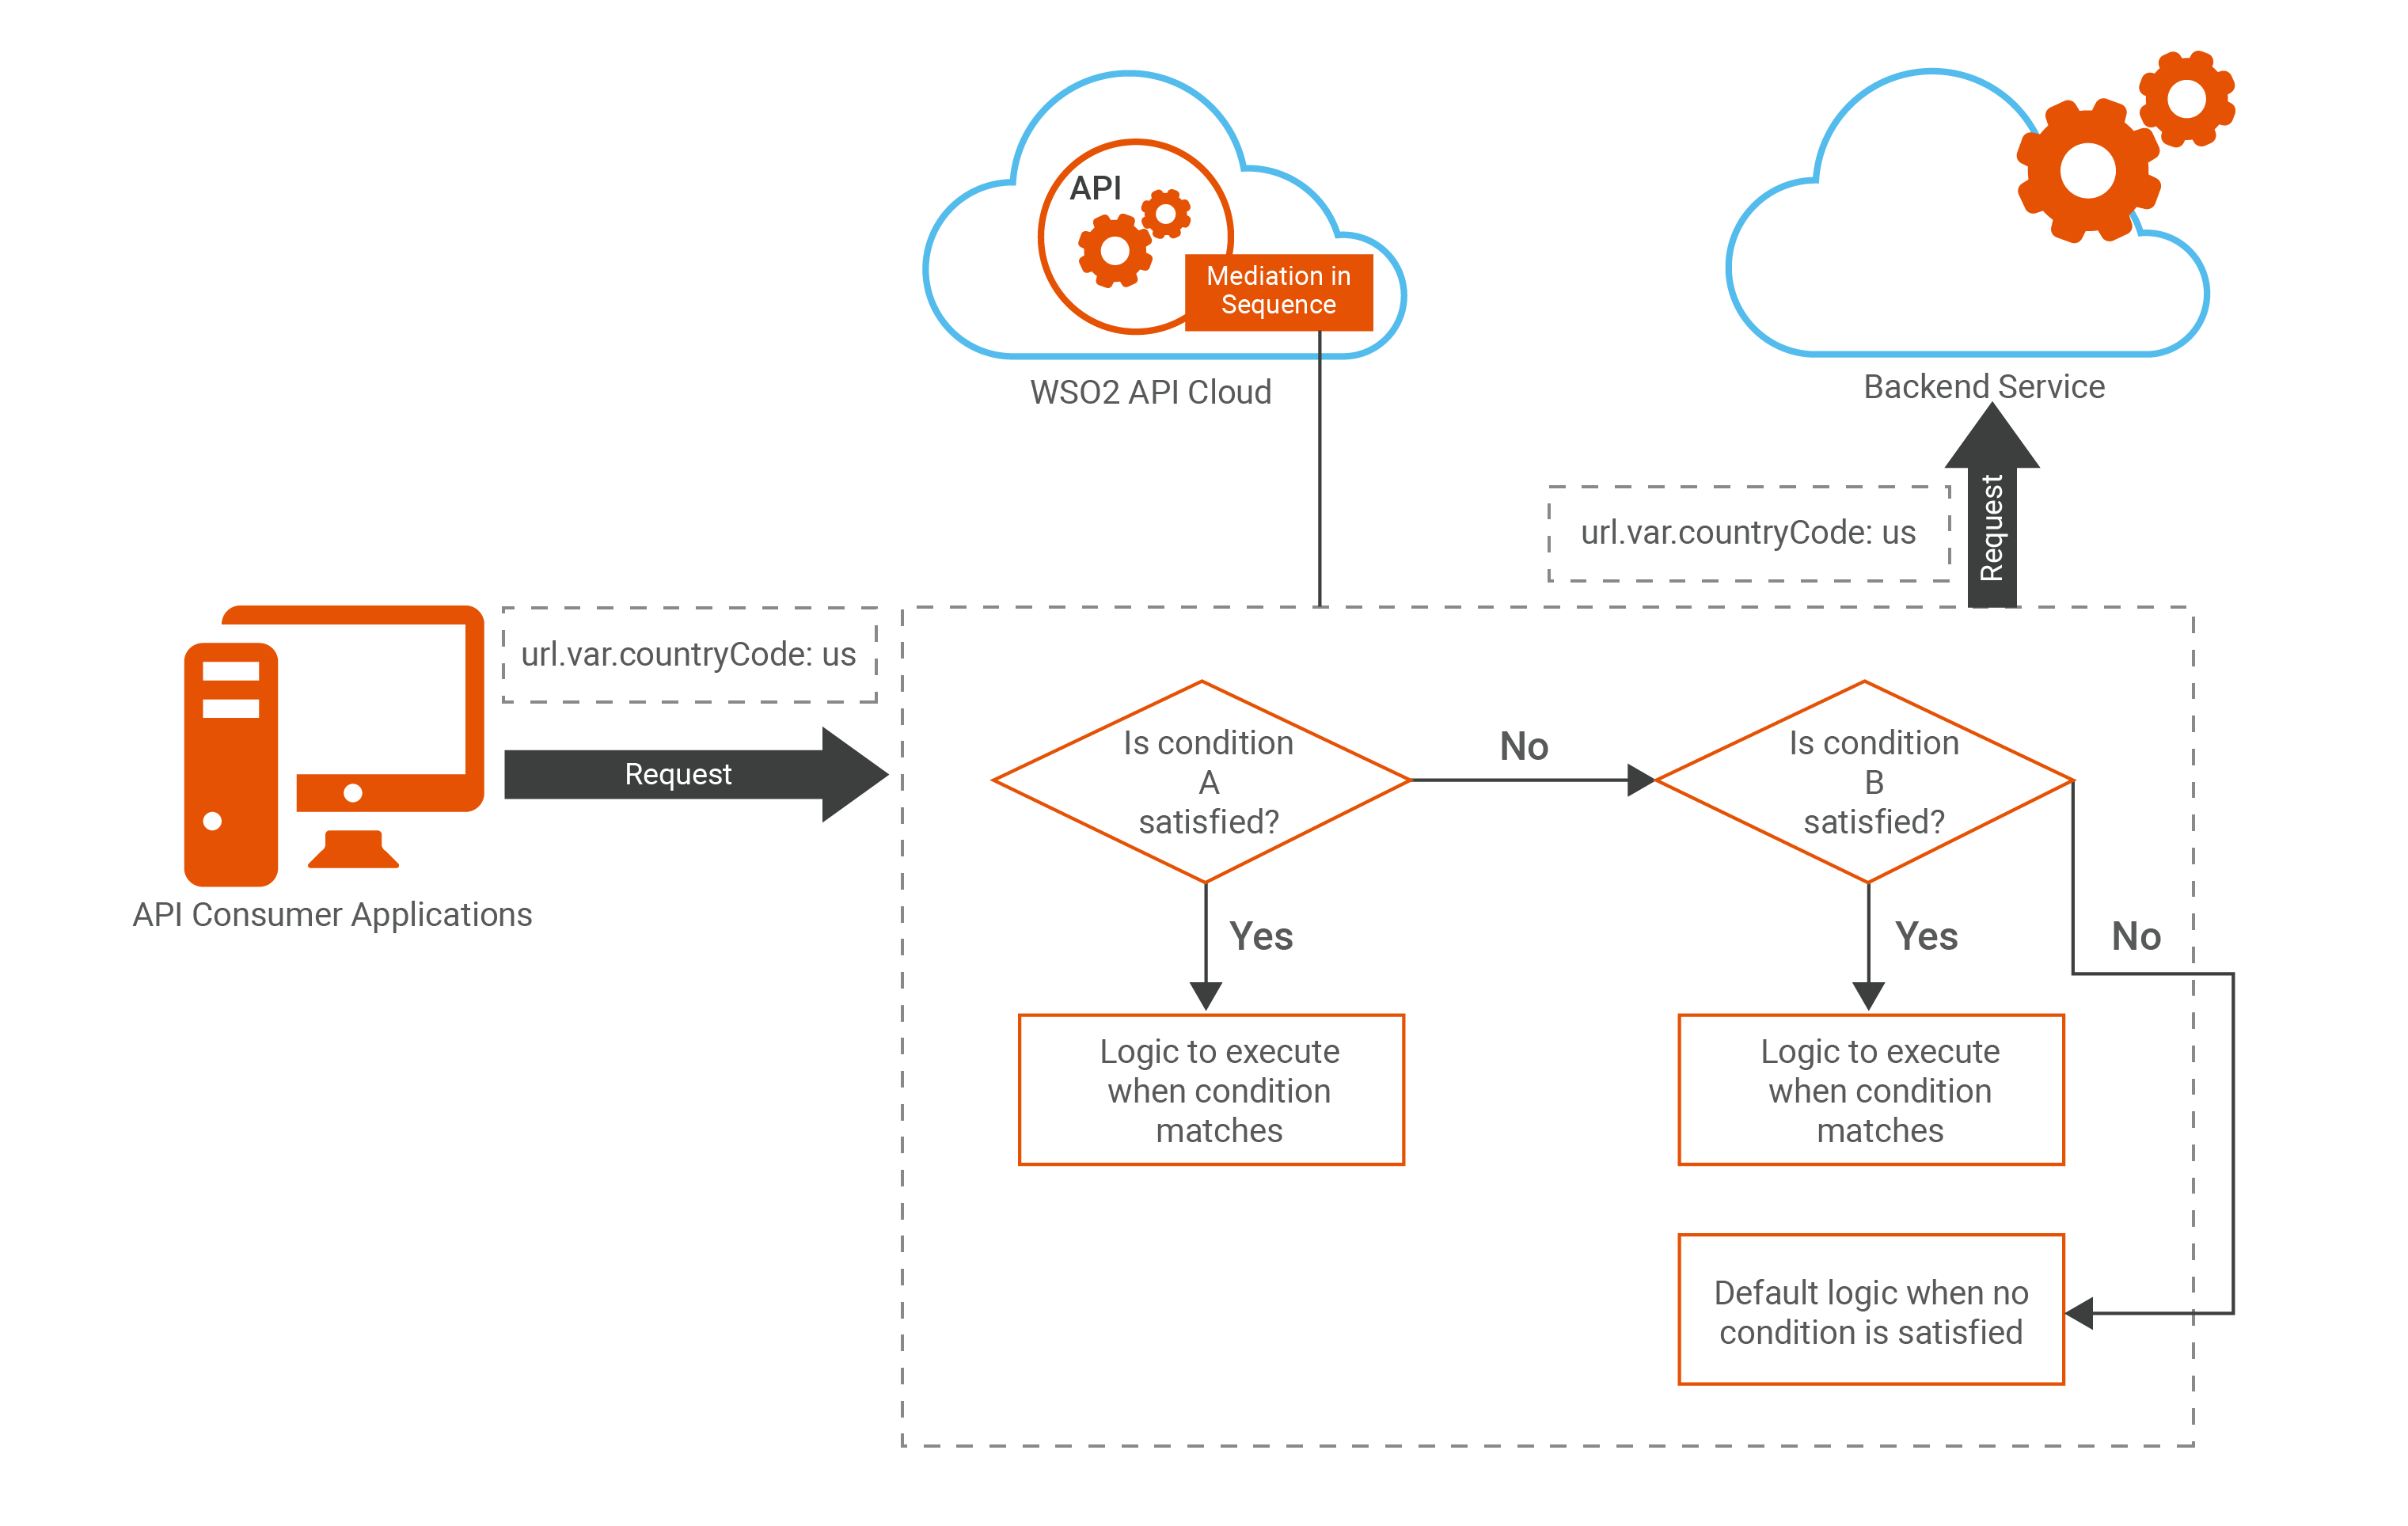 API
Mediation in
Sequence
WSO2 API Cloud
Backend Service
Request
url.var.countryCode: us
url.var.countryCode: us
Request
API Consumer Applications
Is condition
A
satisfied?
No
Is condition
B
satisfied?
Yes
Yes
No
Logic to execute
when condition
matches
Logic to execute
when condition
matches
Default logic when no
condition is satisfied